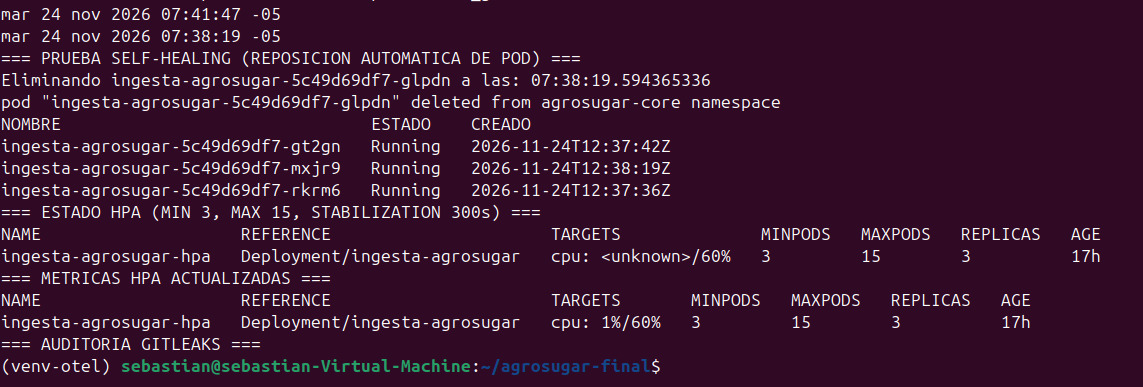 mar 24 nov 2026 07:41:47 -05
mar 24 nov 2026 07:38:19 -05
=== PRUEBA SELF-HEALING (REPOSICION AUTOMATICA DE POD) ===
Eliminando ingesta-agrosugar-5c49d69df7-glpdn a las: 07:38:19.594365336
pod "ingesta-agrosugar-5c49d69df7-glpdn" deleted from agrosugar-core namespace
NOMBRE ESTADO CREADO
ingesta-agrosugar-5c49d69df7-gt2gn Running 2026-11-24T12:37:42Z
ingesta-agrosugar-5c49d69df7-mxjr9 Running 2026-11-24T12:38:19Z
ingesta-agrosugar-5c49d69df7-rkrm6 Running 2026-11-24T12:37:36Z
=== ESTADO HPA (MIN 3, MAX 15, STABILIZATION 300s) ===
NAME REFERENCE TARGETS MINPODS MAXPODS REPLICAS AGE
ingesta-agrosugar-hpa Deployment/ingesta-agrosugar cpu: <unknown>/60% 3 15 3 17h
=== METRICAS HPA ACTUALIZADAS ===
NAME REFERENCE TARGETS MINPODS MAXPODS REPLICAS AGE
ingesta-agrosugar-hpa Deployment/ingesta-agrosugar cpu: 1%/60% 3 15 3 17h
=== AUDITORIA GITLEAKS ===
(venv-otel) sebastian@sebastian-Virtual-Machine:~/agrosugar-final$